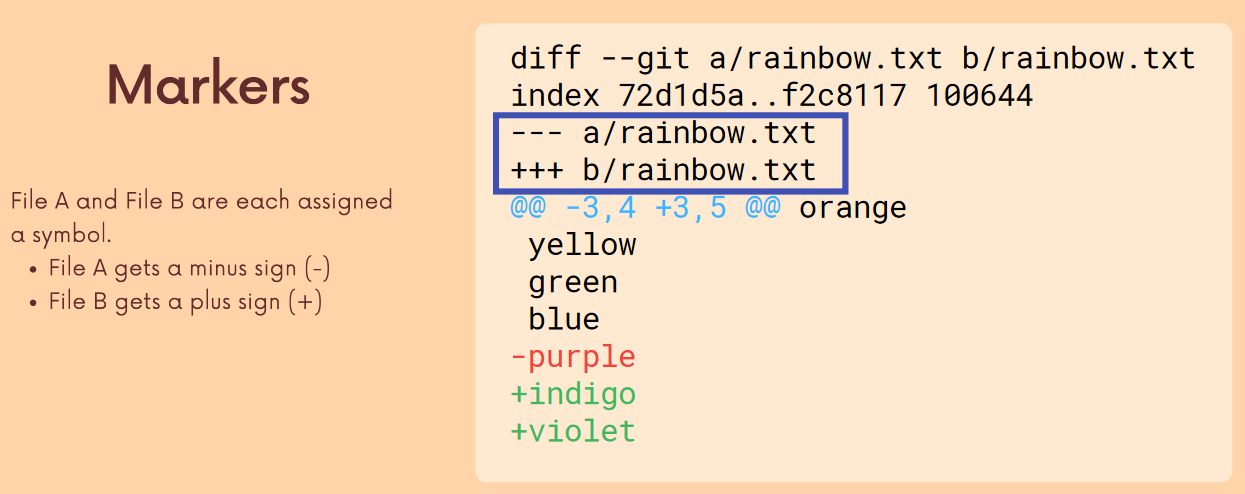 Markers
File A and File B are each assigned
a symbol.
• File A gets a minus sign (-)
• File B gets a plus sign (+)
diff --git a/rainbow.txt b/rainbow.txt
index 72d1d5a..f2c8117 100644
--- a/rainbow.txt
+++ b/rainbow.txt
@@ -3,4 +3,5 @@ orange
 yellow
 green
 blue
-purple
+indigo
+violet